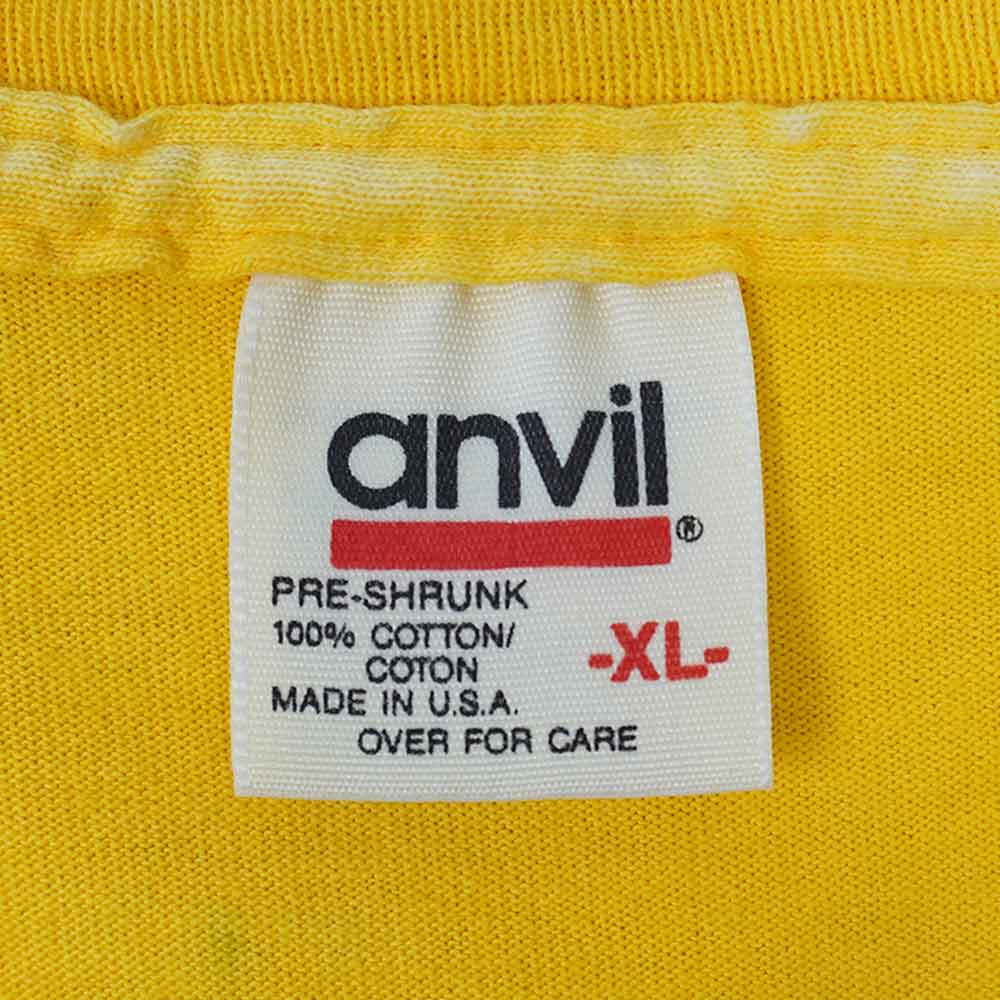 anvil®
PRE-SHRUNK
100% COTTON/
COTON
-XL-
MADE IN U.S.A.
OVER FOR CARE